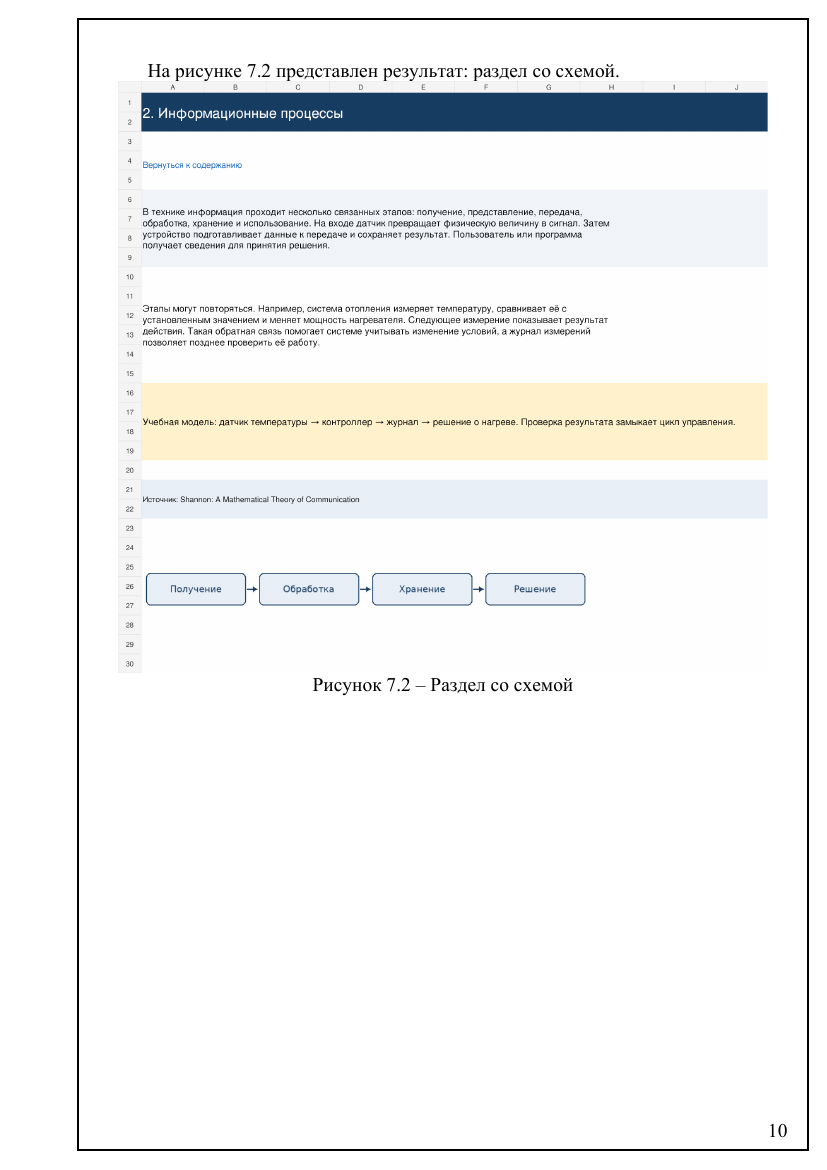 На рисунке 7.2 представлен результат: раздел со схемой.
A B C D E F G H I J
1
2. Информационные процессы
2
3
4
Вернуться к содержанию
5
6
7
В технике информация проходит несколько связанных этапов: получение, представление, передача,
обработка, хранение и использование. На входе датчик превращает физическую величину в сигнал. Затем
8
устройство подготавливает данные к передаче и сохраняет результат. Пользователь или программа
получает сведения для принятия решения.
9
10
11
Этапы могут повторяться. Например, система отопления измеряет температуру, сравнивает её с
12
установленным значением и меняет мощность нагревателя. Следующее измерение показывает результат
13
действия. Такая обратная связь помогает системе учитывать изменение условий, а журнал измерений
позволяет позднее проверить её работу.
14
15
16
17
Учебная модель: датчик температуры → контроллер → журнал → решение о нагреве. Проверка результата замыкает цикл управления.
18
19
20
21
Источник: Shannon: A Mathematical Theory of Communication
22
23
24
25
26
Получение → Обработка → Хранение → Решение
27
28
29
30
Рисунок 7.2 – Раздел со схемой
10